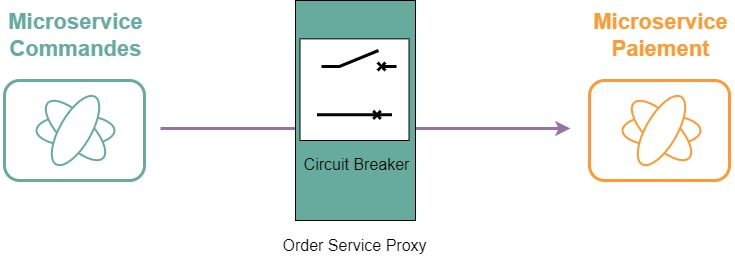 Microservice
Commandes
Microservice
Paiement
Circuit Breaker
Order Service Proxy